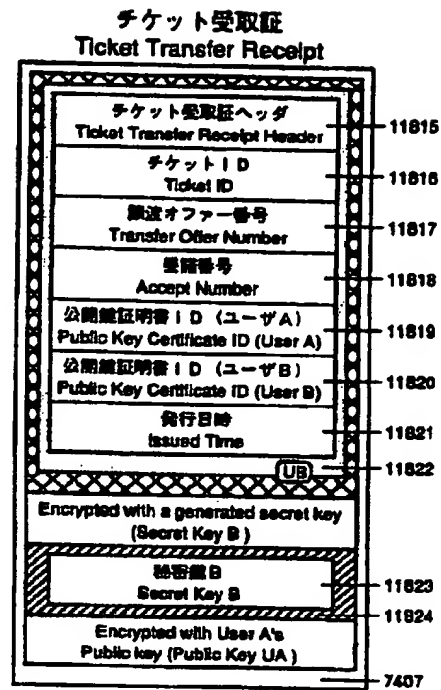 チケット受取証
Ticket Transfer Receipt
チケット受取証ヘッダ
Ticket Transfer Receipt Header
11815
チケットID
Ticket ID
11816
譲渡オファー番号
Transfer Offer Number
11817
受諾番号
Accept Number
11818
公開鍵証明書ID (ユーザA)
Public Key Certificate ID (User A)
11819
公開鍵証明書ID (ユーザB)
Public Key Certificate ID (User B)
11820
発行日時
Issued Time
11821
UB
11822
Encrypted with a generated secret key
(Secret Key B)
秘密鍵B
Secret Key B
11823
11824
Encrypted with User A's
Public key (Public Key UA)
7407